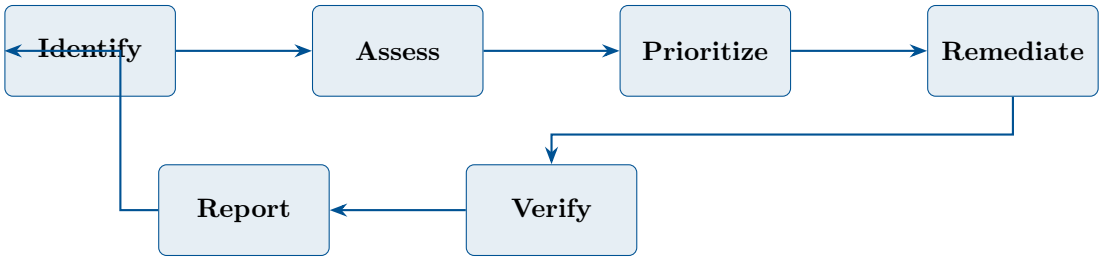 Identify
Assess
Prioritize
Remediate
Report
Verify